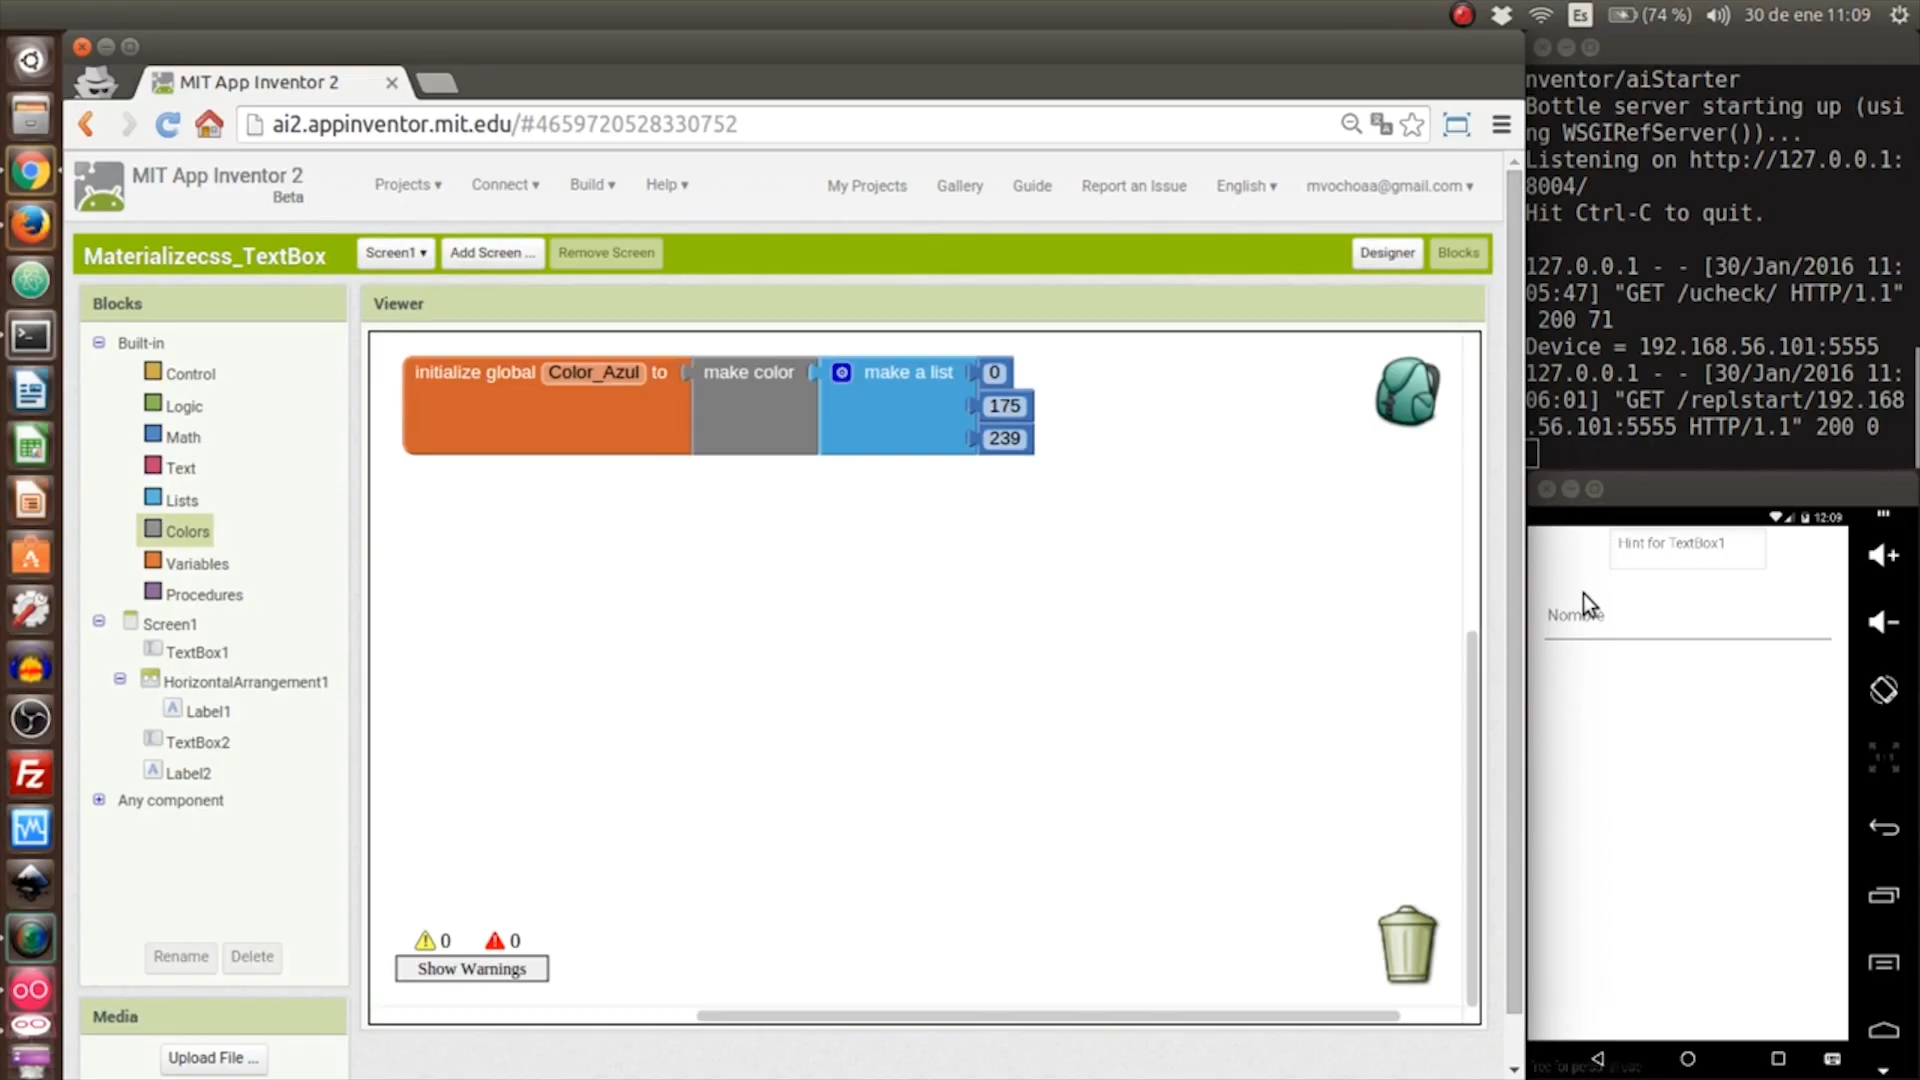 Es (74 %) 30 de ene 11:09
MIT App Inventor 2
ai2.appinventor.mit.edu/#4659720528330752
MIT App Inventor 2
Beta
Projects ▾ Connect ▾ Build ▾ Help ▾ My Projects Gallery Guide Report an Issue English ▾ mvochoaa@gmail.com ▾
Materializecss_TextBox Screen1 ▾ Add Screen ... Remove Screen Designer Blocks
Blocks
Built-in
Control
Logic
Math
Text
Lists
Colors
Variables
Procedures
Screen1
TextBox1
HorizontalArrangement1
Label1
TextBox2
Label2
Any component
Rename Delete
Media
Upload File ...
Viewer
initialize global Color_Azul to make color make a list 0
175
239
0 0
Show Warnings
nventor/aiStarter
Bottle server starting up (usi
ng WSGIRefServer())...
Listening on http://127.0.0.1:
8004/
Hit Ctrl-C to quit.
127.0.0.1 - - [30/Jan/2016 11:
05:47] "GET /ucheck/ HTTP/1.1"
200 71
Device = 192.168.56.101:5555
127.0.0.1 - - [30/Jan/2016 11:
06:01] "GET /replstart/192.168
.56.101:5555 HTTP/1.1" 200 0
12:09
Hint for TextBox1
Nombre
free for personal use